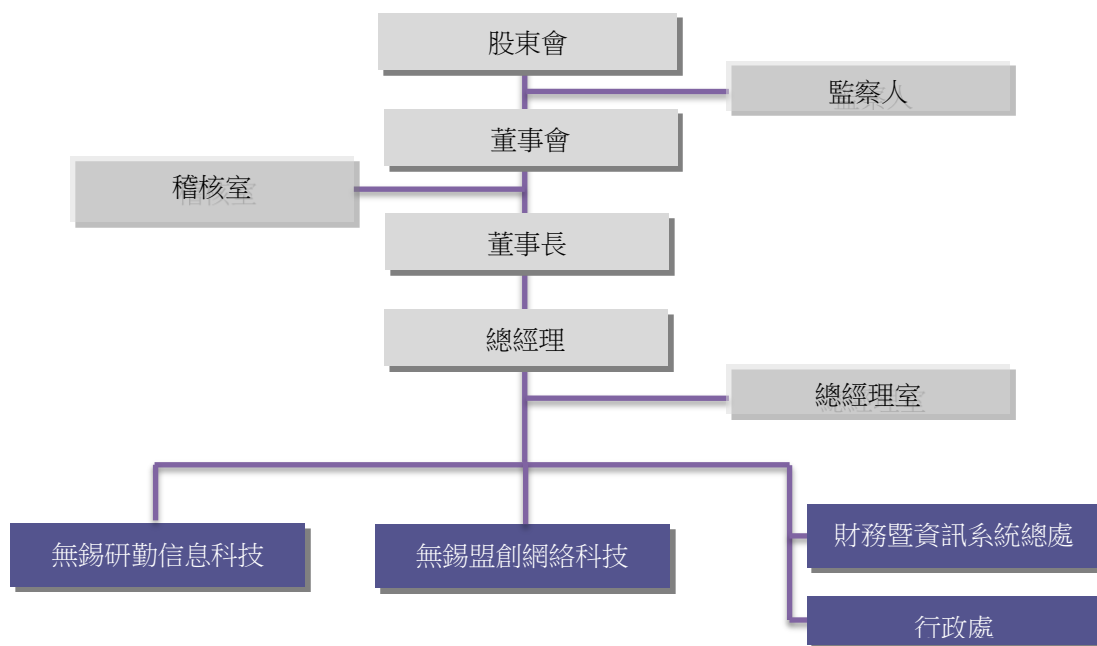 股東會
監察人
董事會
稽核室
董事長
總經理
總經理室
無錫研勤信息科技
無錫盟創網絡科技
財務暨資訊系統總處
行政處